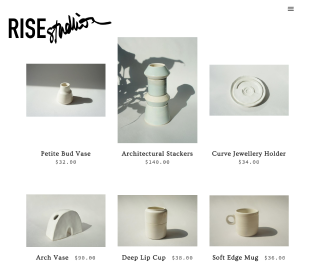 RISE studios
Petite Bud Vase
$32.00
Architectural Stackers
$140.00
Curve Jewellery Holder
$34.00
Arch Vase $90.00
Deep Lip Cup $38.00
Soft Edge Mug $36.00